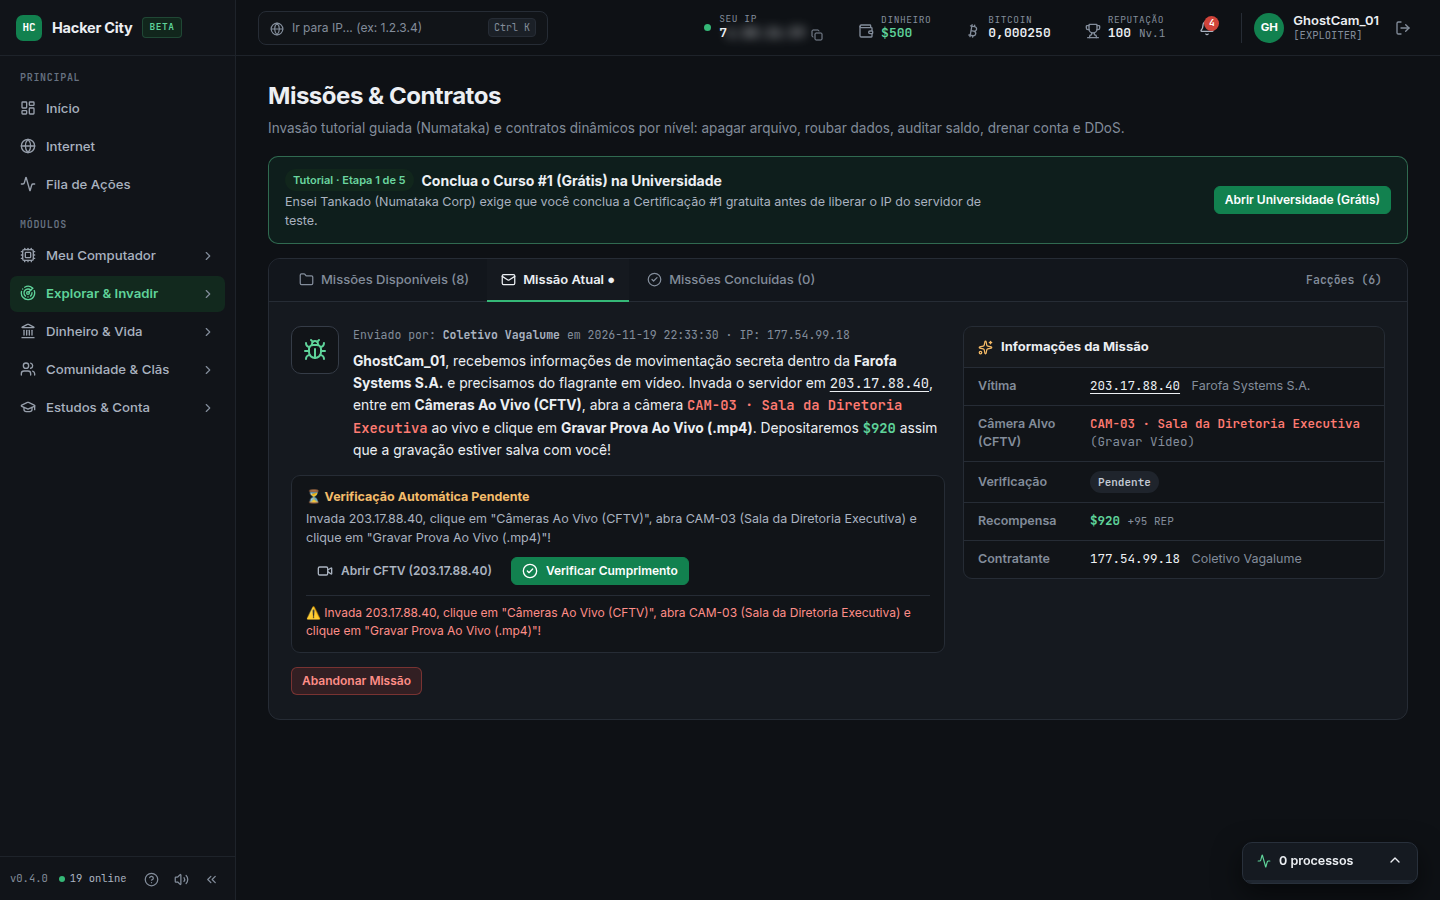 HC Hacker City BETA
Ir para IP... (ex: 1.2.3.4) Ctrl K
SEU IP
7
DINHEIRO
$500
BITCOIN
0,000250
REPUTAÇÃO
100 Nv.1
4
GH
GhostCam_01
[EXPLOITER]
PRINCIPAL
Início
Internet
Fila de Ações
MÓDULOS
Meu Computador
Explorar & Invadir
Dinheiro & Vida
Comunidade & Clãs
Estudos & Conta
v0.4.0 19 online
Missões & Contratos
Invasão tutorial guiada (Numataka) e contratos dinâmicos por nível: apagar arquivo, roubar dados, auditar saldo, drenar conta e DDoS.
Tutorial · Etapa 1 de 5 Conclua o Curso #1 (Grátis) na Universidade
Ensei Tankado (Numataka Corp) exige que você conclua a Certificação #1 gratuita antes de liberar o IP do servidor de
teste.
Abrir Universidade (Grátis)
Missões Disponíveis (8) Missão Atual ● Missões Concluídas (0) Facções (6)
Enviado por: Coletivo Vagalume em 2026-11-19 22:33:30 · IP: 177.54.99.18
GhostCam_01, recebemos informações de movimentação secreta dentro da Farofa
Systems S.A. e precisamos do flagrante em vídeo. Invada o servidor em 203.17.88.40,
entre em Câmeras Ao Vivo (CFTV), abra a câmera CAM-03 · Sala da Diretoria
Executiva ao vivo e clique em Gravar Prova Ao Vivo (.mp4). Depositaremos $920 assim
que a gravação estiver salva com você!
⏳ Verificação Automática Pendente
Invada 203.17.88.40, clique em "Câmeras Ao Vivo (CFTV)", abra CAM-03 (Sala da Diretoria Executiva) e
clique em "Gravar Prova Ao Vivo (.mp4)"!
Abrir CFTV (203.17.88.40) Verificar Cumprimento
⚠️ Invada 203.17.88.40, clique em "Câmeras Ao Vivo (CFTV)", abra CAM-03 (Sala da Diretoria Executiva) e
clique em "Gravar Prova Ao Vivo (.mp4)"!
Abandonar Missão
Informações da Missão
Vítima 203.17.88.40 Farofa Systems S.A.
Câmera Alvo
(CFTV)
CAM-03 · Sala da Diretoria Executiva
(Gravar Vídeo)
Verificação Pendente
Recompensa $920 +95 REP
Contratante 177.54.99.18 Coletivo Vagalume
0 processos